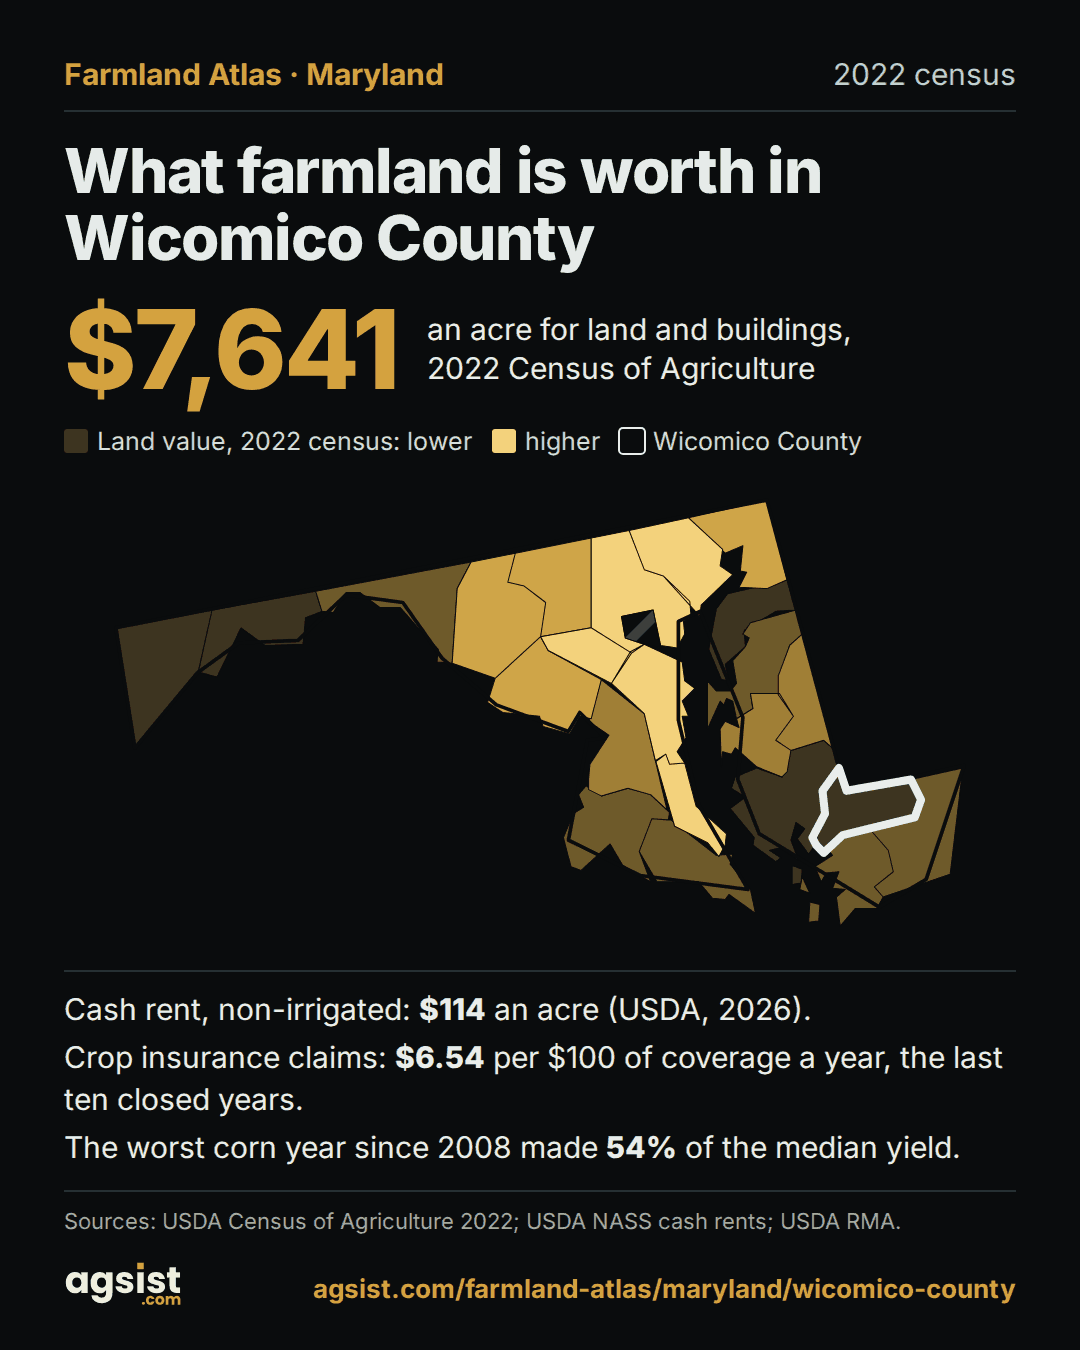 Farmland Atlas · Maryland
2022 census
What farmland is worth in
Wicomico County
$7,641
an acre for land and buildings,
2022 Census of Agriculture
Land value, 2022 census: lower
higher
Wicomico County
Cash rent, non-irrigated: $114 an acre (USDA, 2026).
Crop insurance claims: $6.54 per $100 of coverage a year, the last
ten closed years.
The worst corn year since 2008 made 54% of the median yield.
Sources: USDA Census of Agriculture 2022; USDA NASS cash rents; USDA RMA.
agsist
.com
agsist.com/farmland-atlas/maryland/wicomico-county